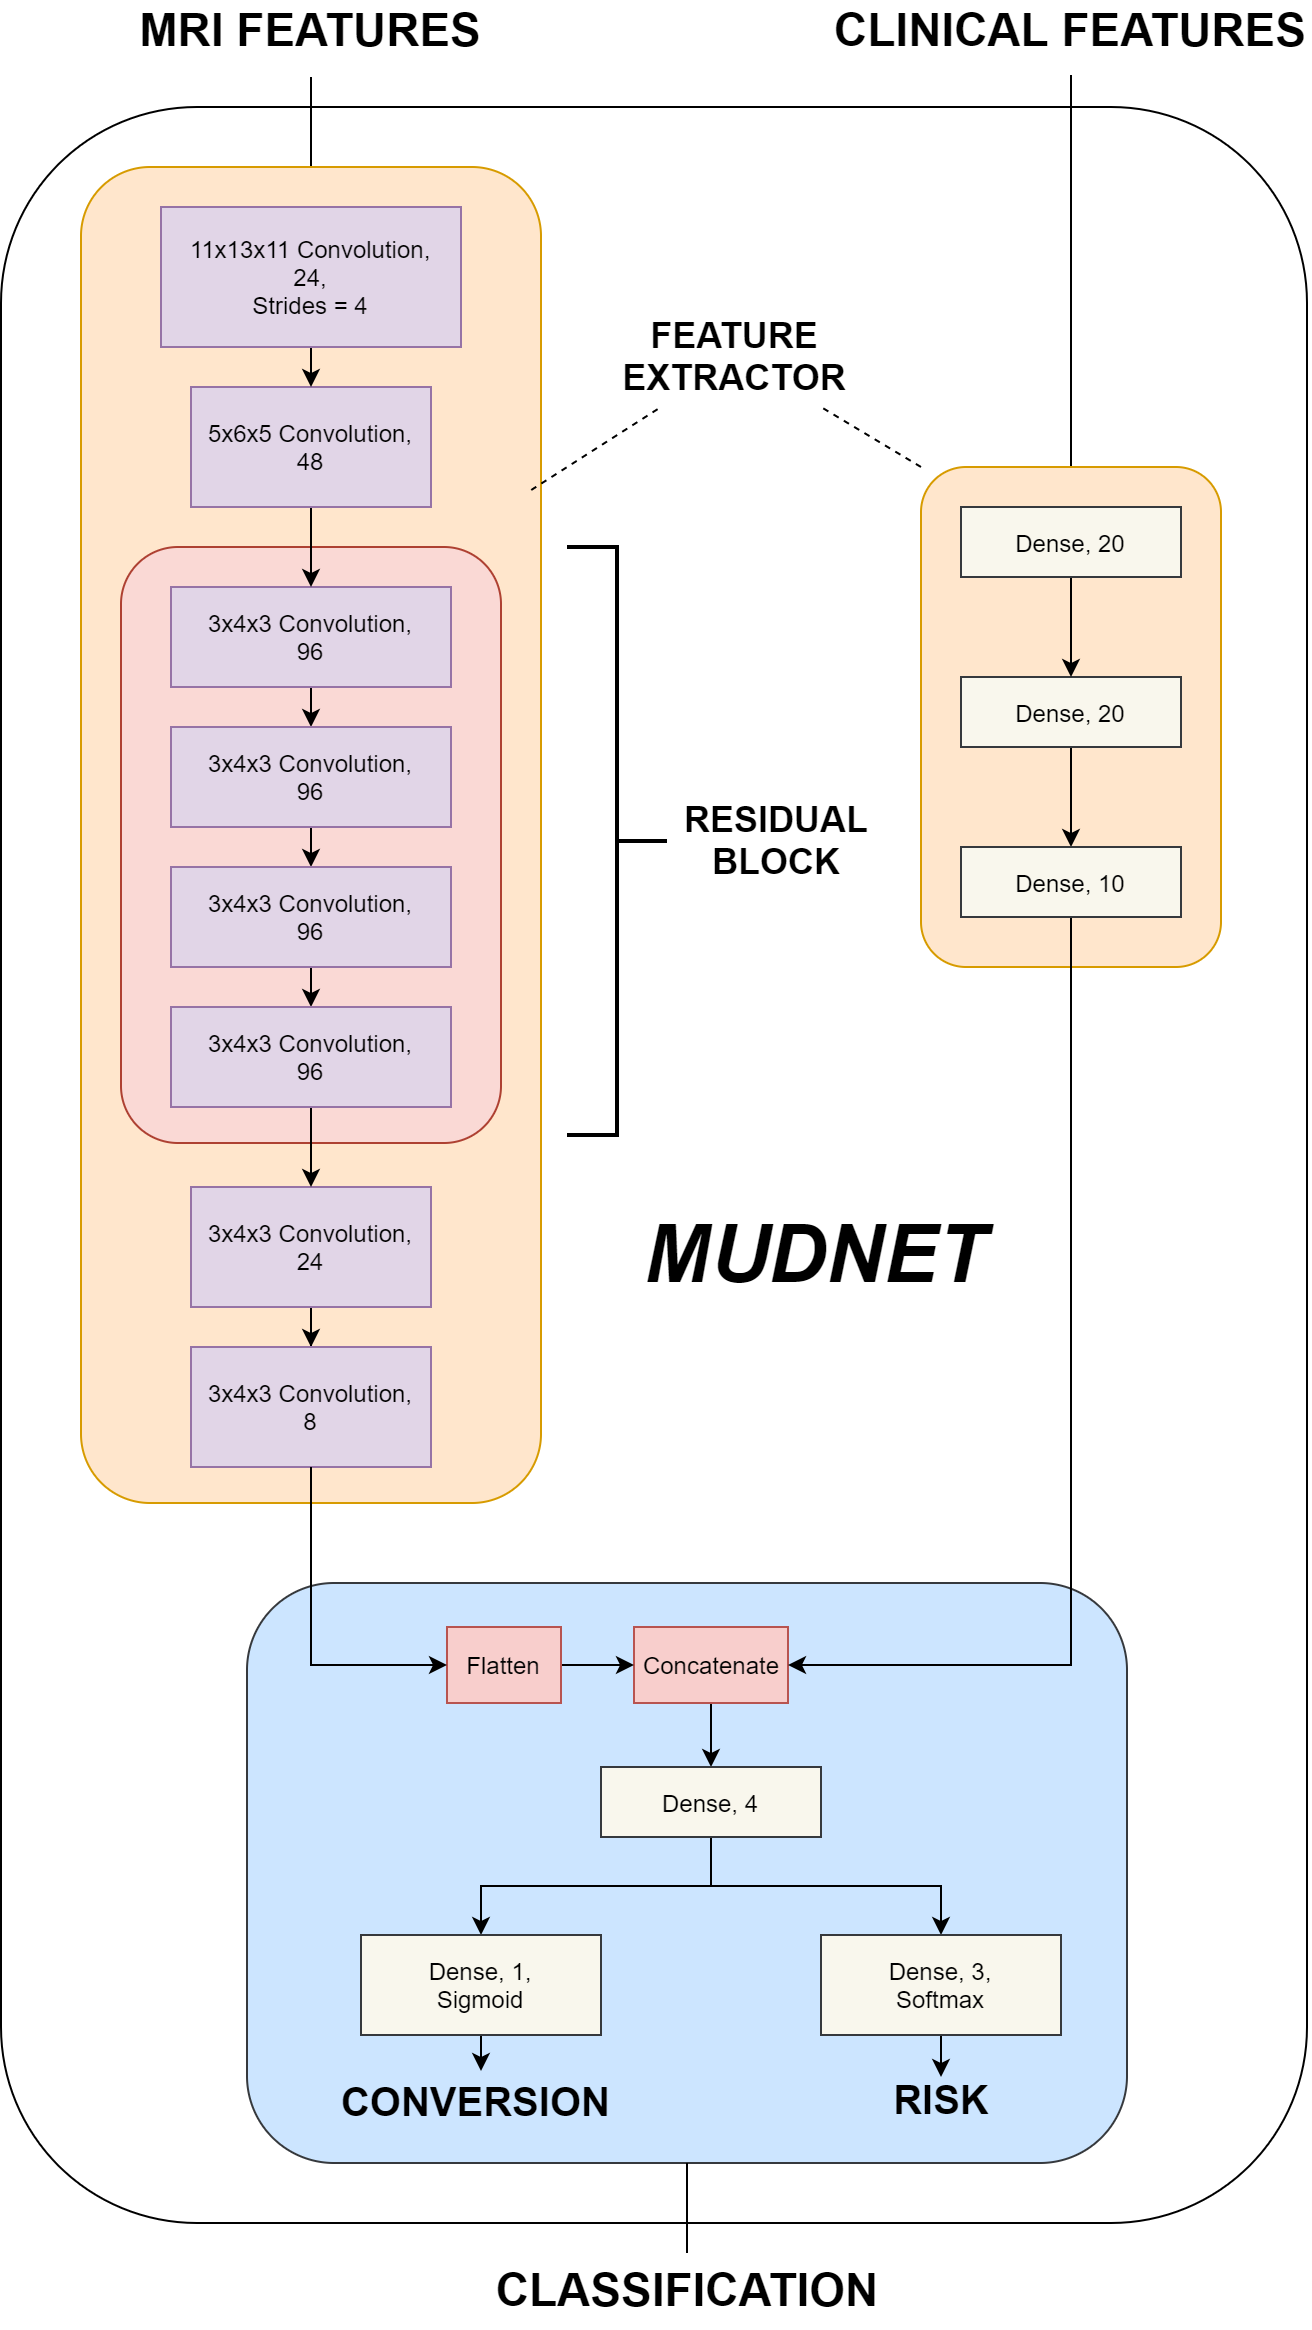 MRI FEATURES
CLINICAL FEATURES
11x13x11 Convolution,
24,
Strides = 4
5x6x5 Convolution,
48
FEATURE
EXTRACTOR
3x4x3 Convolution,
96
3x4x3 Convolution,
96
3x4x3 Convolution,
96
3x4x3 Convolution,
96
RESIDUAL
BLOCK
Dense, 20
Dense, 20
Dense, 10
3x4x3 Convolution,
24
3x4x3 Convolution,
8
MUDNET
Flatten
Concatenate
Dense, 4
Dense, 1,
Sigmoid
Dense, 3,
Softmax
CONVERSION
RISK
CLASSIFICATION